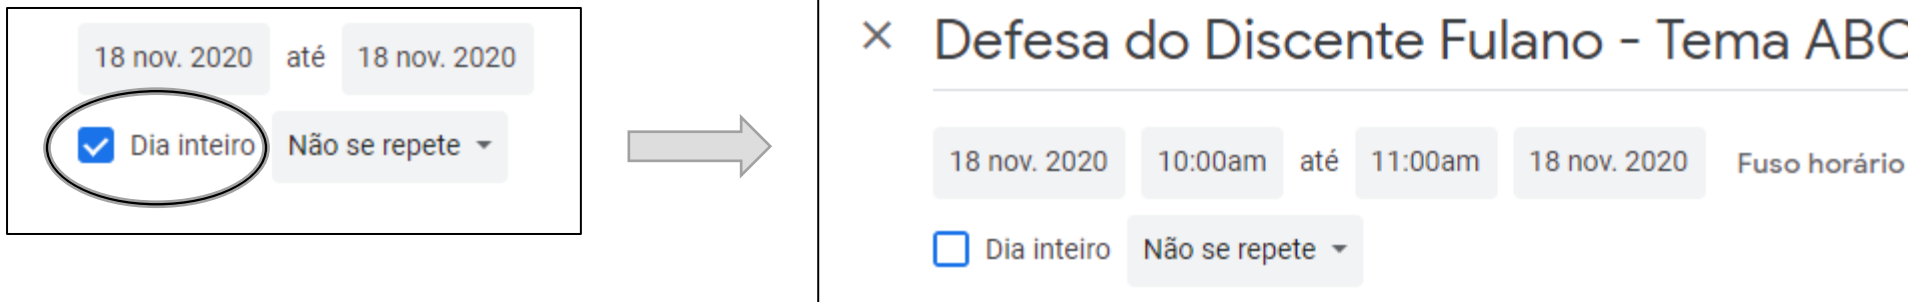 18 nov. 2020 até 18 nov. 2020
Dia inteiro Não se repete
Defesa do Discente Fulano - Tema ABC
18 nov. 2020 10:00am até 11:00am 18 nov. 2020 Fuso horário
Dia inteiro Não se repete